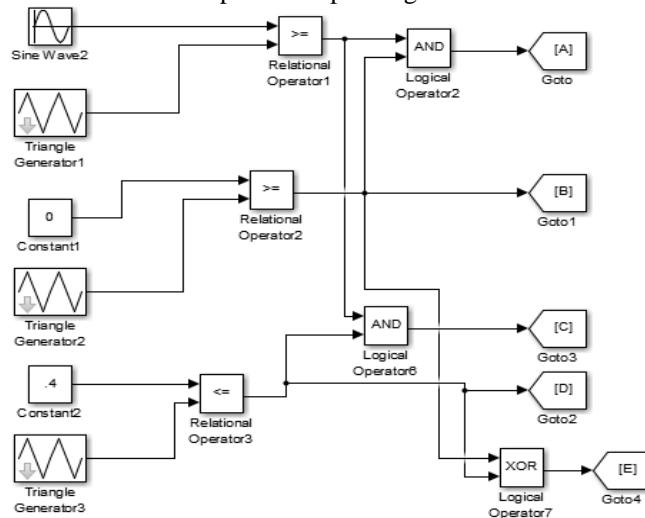 Sine Wave2
>=
Relational
Operator1
AND
Logical
Operator2
[A]
Goto
Triangle
Generator1
0
Constant1
>=
Relational
Operator2
[B]
Goto1
Triangle
Generator2
AND
Logical
Operator6
[C]
Goto3
.4
Constant2
<=
Relational
Operator3
[D]
Goto2
Triangle
Generator3
XOR
Logical
Operator7
[E]
Goto4